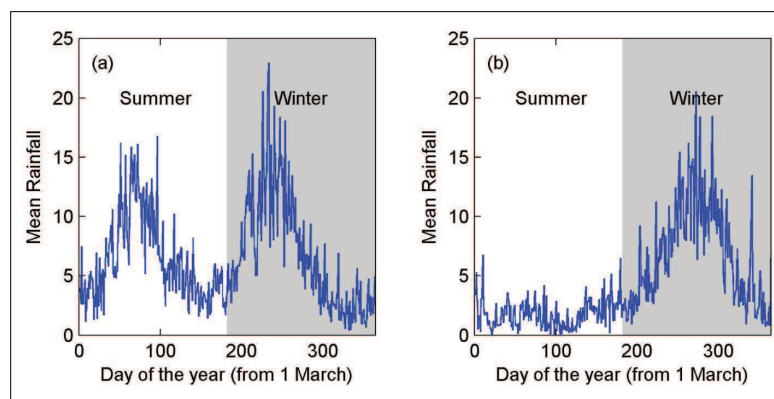 (a)
Summer Winter
Mean Rainfall
25
20
15
10
5
0
0 100 200 300
Day of the year (from 1 March)
(b)
Summer Winter
Mean Rainfall
25
20
15
10
5
0
0 100 200 300
Day of the year (from 1 March)